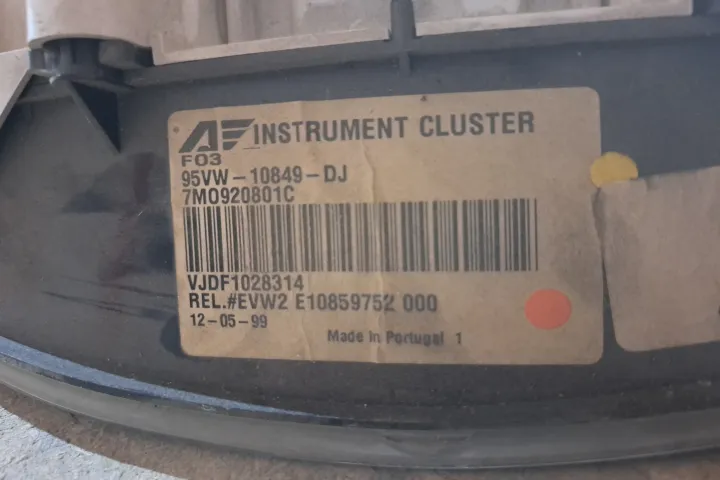 AF INSTRUMENT CLUSTER
F03
95VW-10849-DJ
7M0920801C
VJDF1028314
REL.#EVW2 E10859752 000
12-05-99
Made in Portugal 1